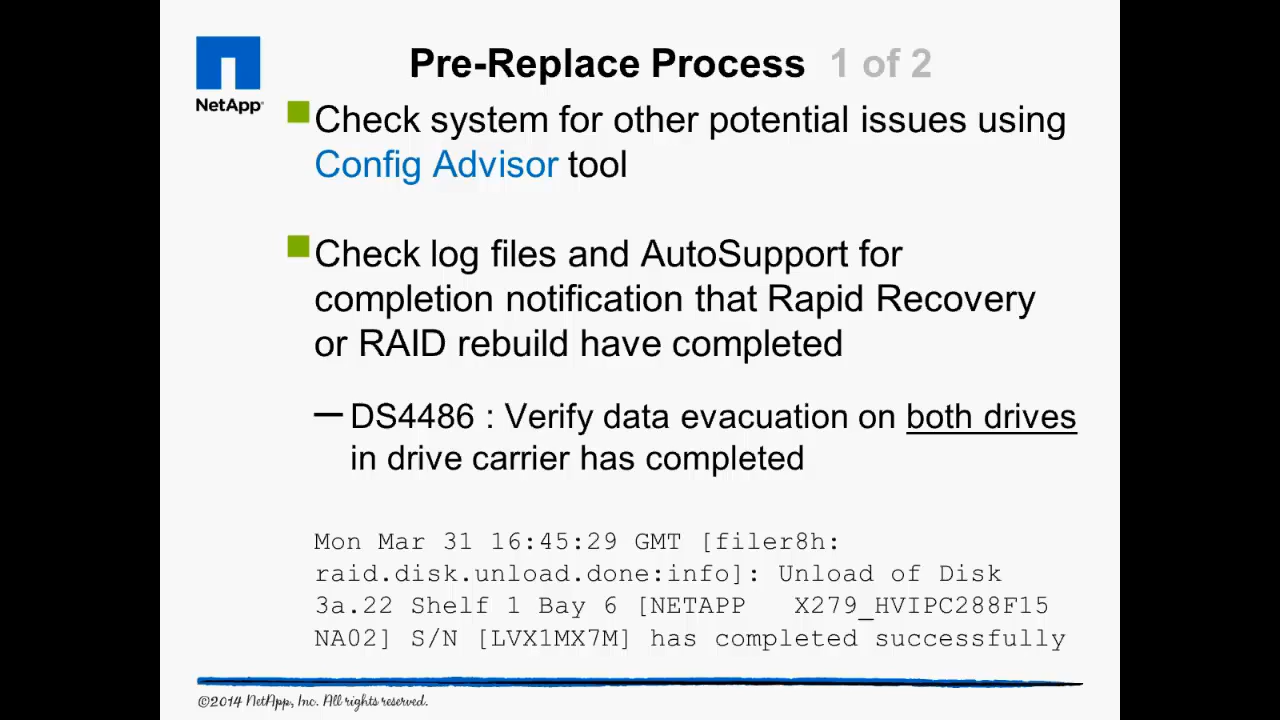 NetApp®
Pre-Replace Process 1 of 2
Check system for other potential issues using
Config Advisor tool
Check log files and AutoSupport for
completion notification that Rapid Recovery
or RAID rebuild have completed
— DS4486 : Verify data evacuation on both drives
in drive carrier has completed
Mon Mar 31 16:45:29 GMT [filer8h:
raid.disk.unload.done:info]: Unload of Disk
3a.22 Shelf 1 Bay 6 [NETAPP   X279_HVIPC288F15
NA02] S/N [LVX1MX7M] has completed successfully
©2014 NetApp, Inc. All rights reserved.